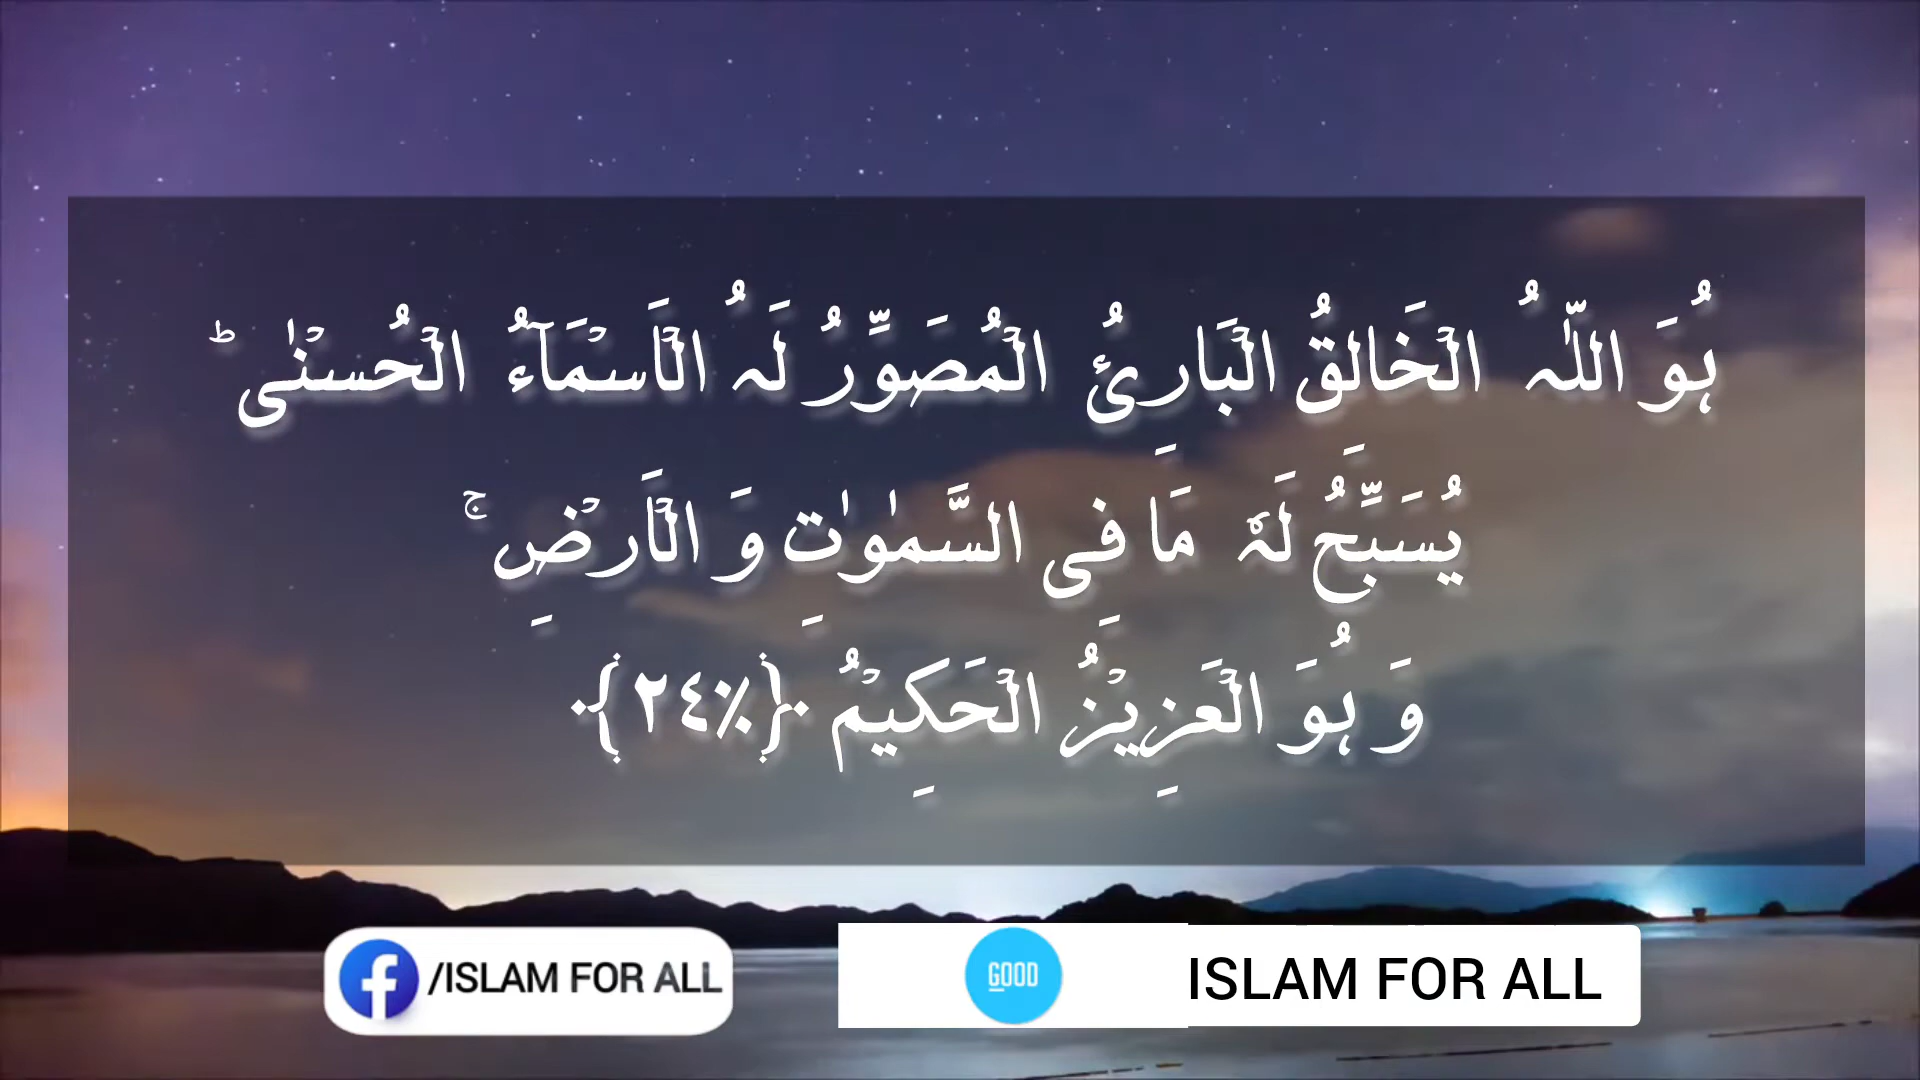 ہُوَ اللّٰہُ الۡخَالِقُ الۡبَارِئُ الۡمُصَوِّرُ لَہُ الۡاَسۡمَآءُ الۡحُسۡنٰی ؕ
یُسَبِّحُ لَہٗ مَا فِی السَّمٰوٰتِ وَ الۡاَرۡضِ ۚ
وَ ہُوَ الۡعَزِیۡزُ الۡحَکِیۡمُ ﴿٪۲٤﴾
/ISLAM FOR ALL
GOOD
ISLAM FOR ALL